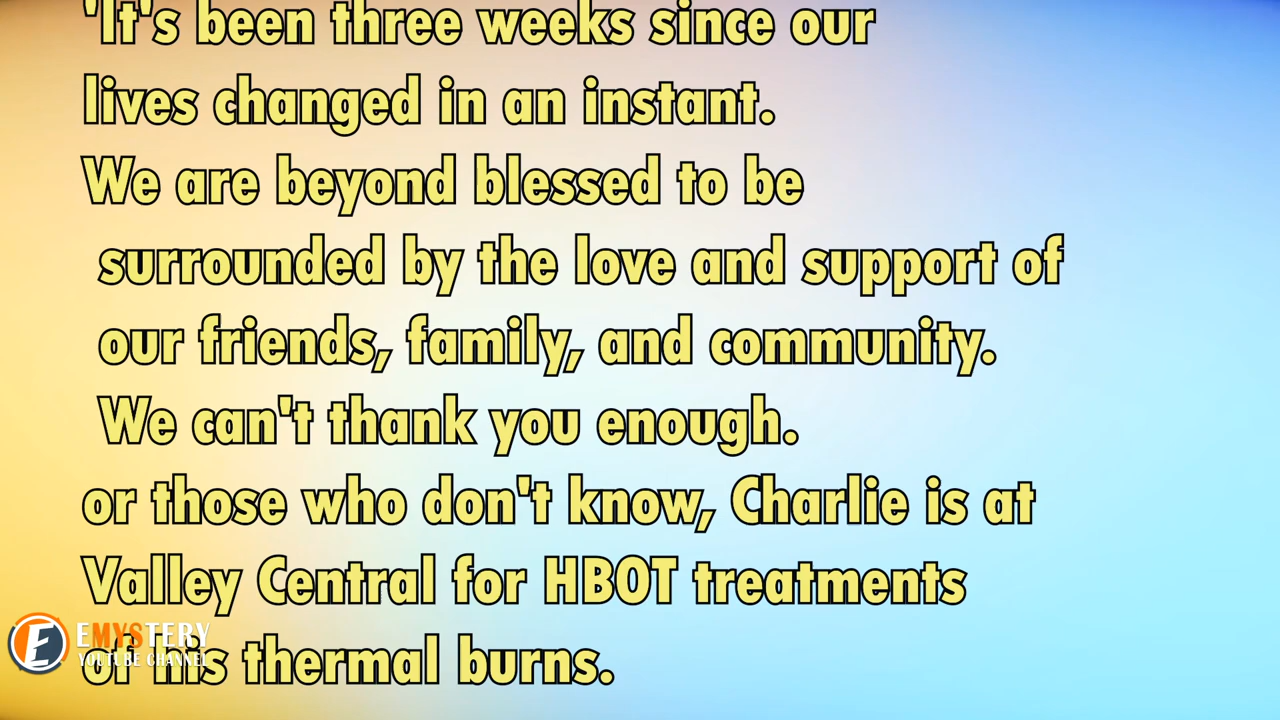 'It's been three weeks since our
lives changed in an instant.
We are beyond blessed to be
surrounded by the love and support of
our friends, family, and community.
We can't thank you enough.
or those who don't know, Charlie is at
Valley Central for HBOT treatments
of his thermal burns.
E EMYSTERY
YOUTUBE CHANNEL